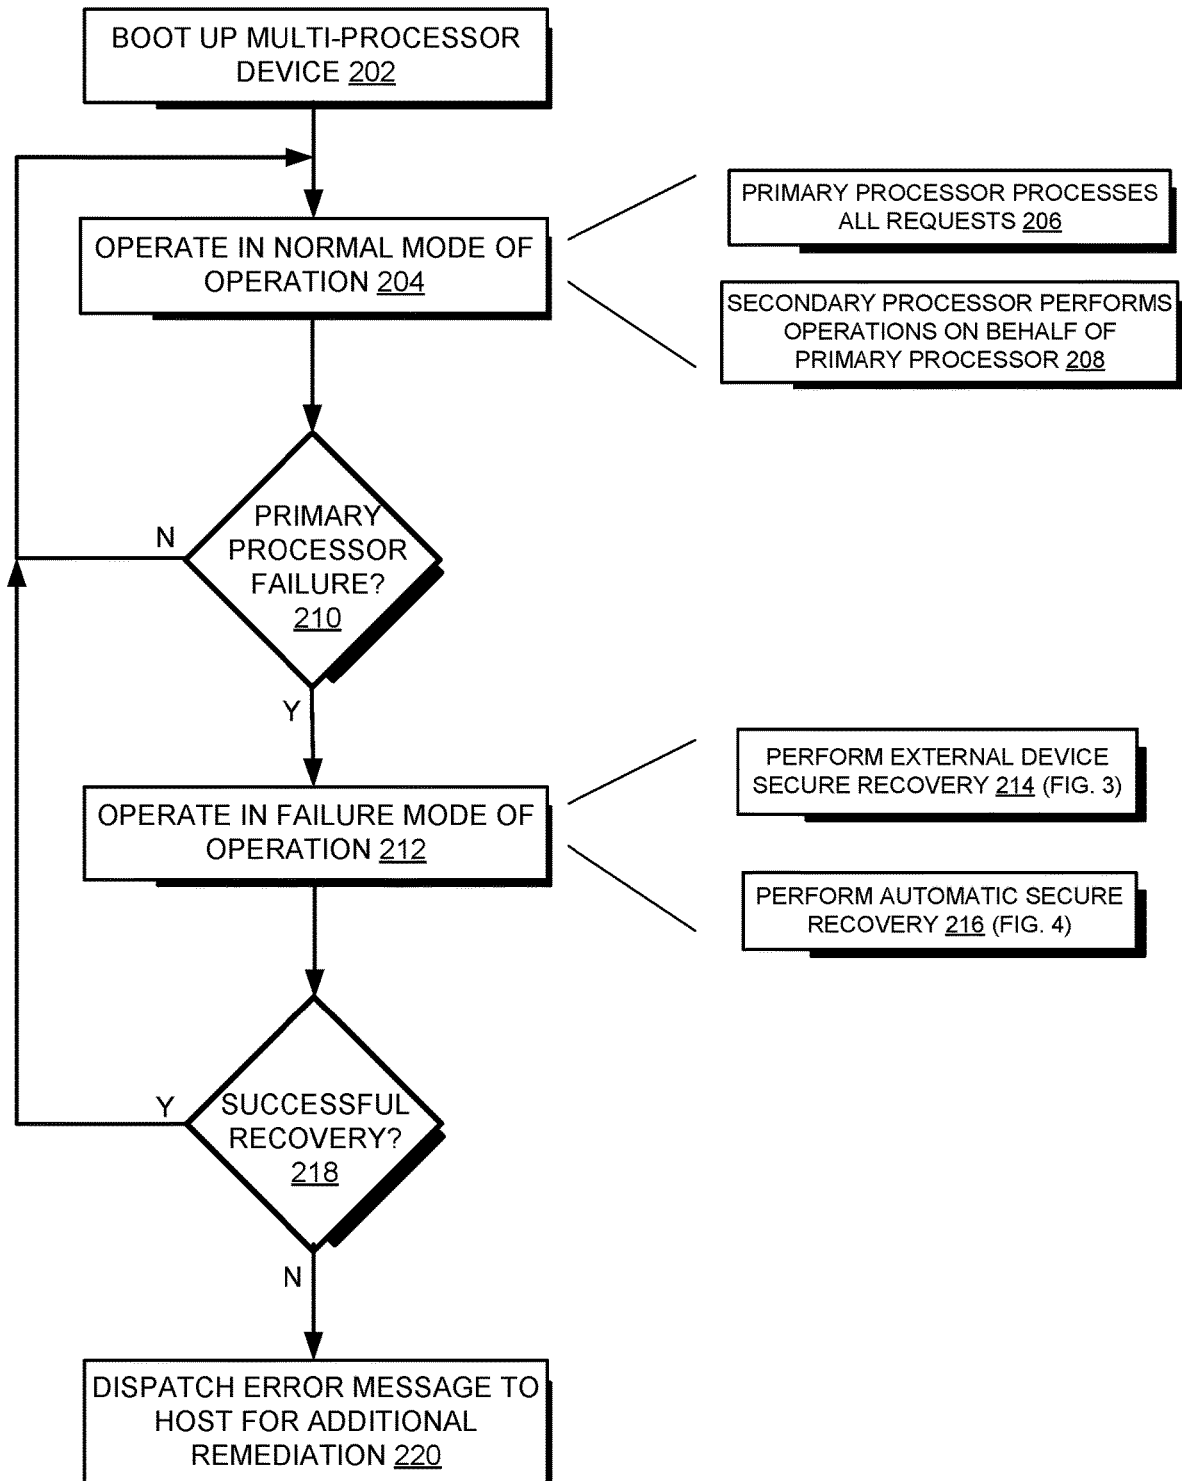 BOOT UP MULTI-PROCESSOR
DEVICE 202
OPERATE IN NORMAL MODE OF
OPERATION 204
PRIMARY PROCESSOR PROCESSES
ALL REQUESTS 206
SECONDARY PROCESSOR PERFORMS
OPERATIONS ON BEHALF OF
PRIMARY PROCESSOR 208
N
PRIMARY
PROCESSOR
FAILURE?
210
Y
OPERATE IN FAILURE MODE OF
OPERATION 212
PERFORM EXTERNAL DEVICE
SECURE RECOVERY 214 (FIG. 3)
PERFORM AUTOMATIC SECURE
RECOVERY 216 (FIG. 4)
Y
SUCCESSFUL
RECOVERY?
218
N
DISPATCH ERROR MESSAGE TO
HOST FOR ADDITIONAL
REMEDIATION 220